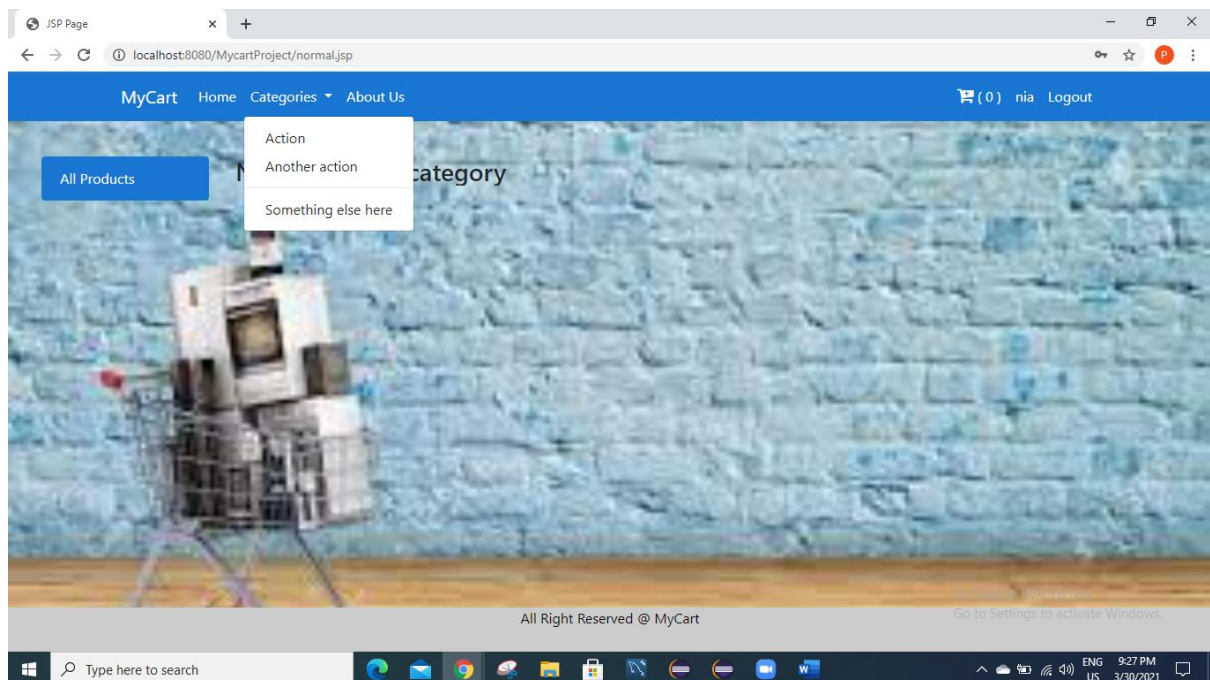 JSP Page
localhost:8080/MycartProject/normal.jsp
P
MyCart Home Categories About Us ( 0 ) nia Logout
Action
Another action
Something else here
All Products
category
All Right Reserved @ MyCart
Go to Settings to activate Windows.
Type here to search
W
ENG 9:27 PM
US 3/30/2021